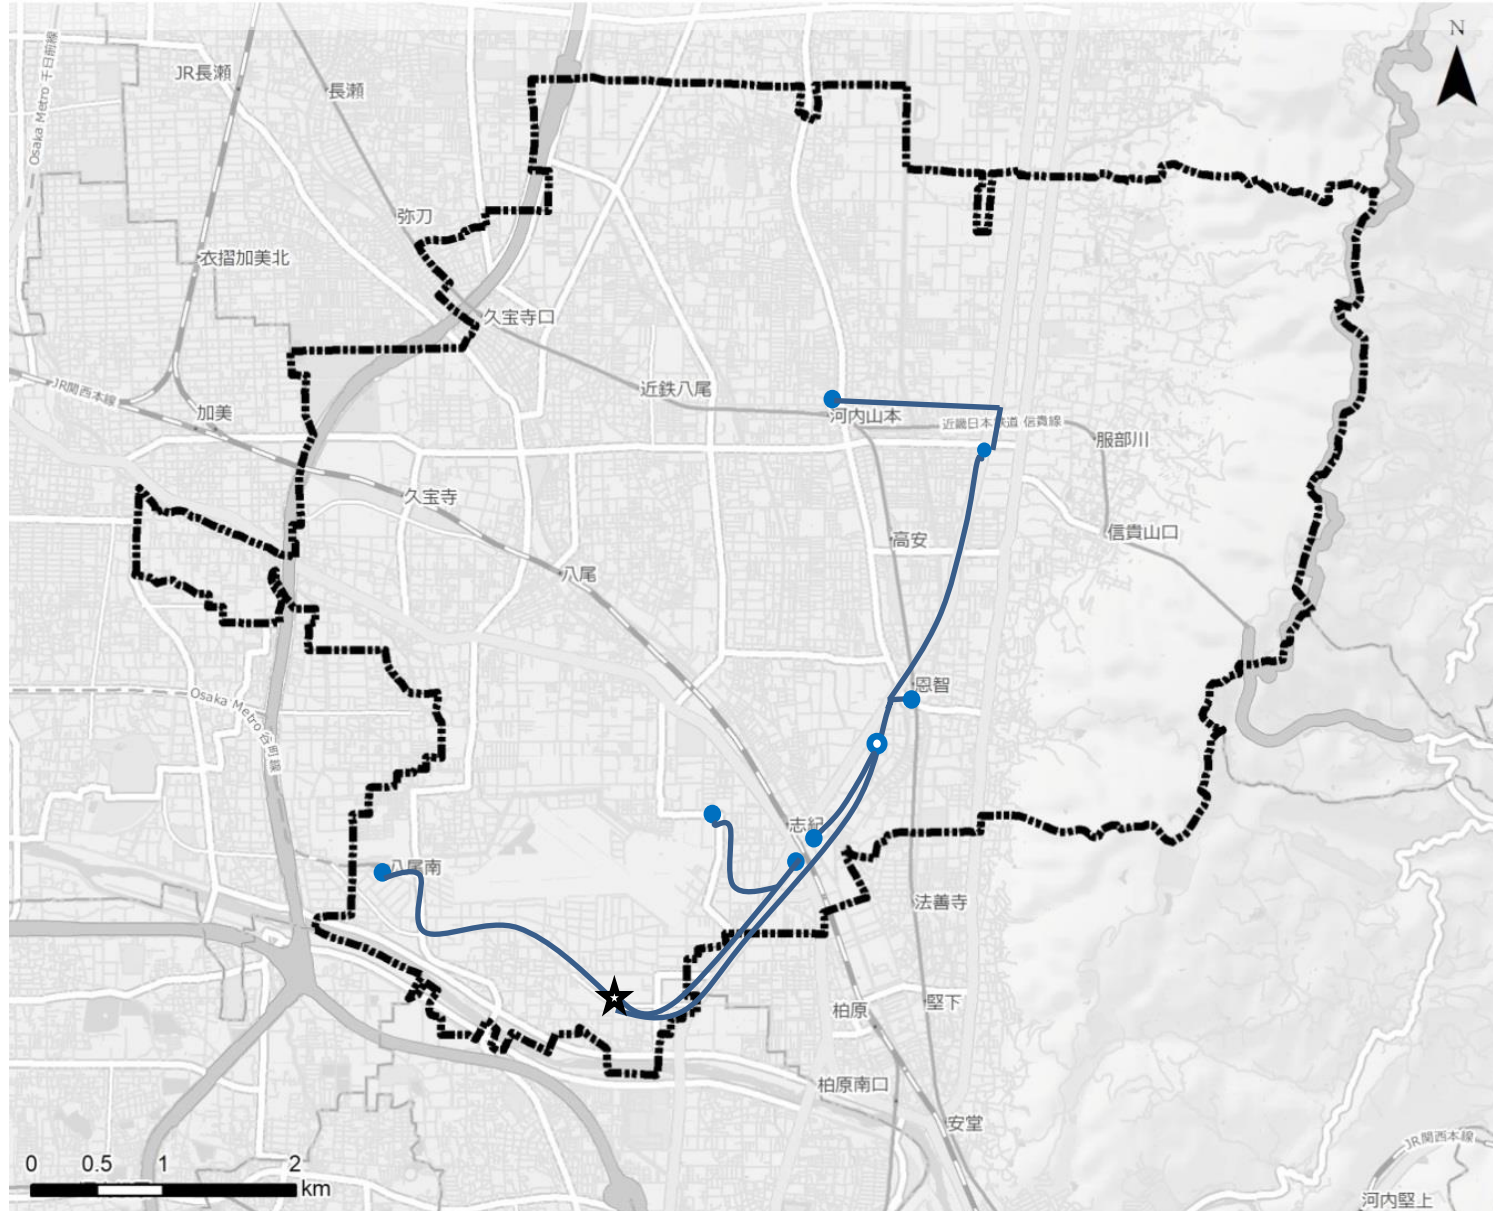 N
Osaka Metro 千日前線
JR長瀬
長瀬
弥刀
衣摺加美北
久宝寺口
近鉄八尾
JR関西本線
加美
河内山本
近畿日本鉄道 信貴線
服部川
久宝寺
信貴山口
高安
八尾
恩智
Osaka Metro 谷町線
志紀
八尾南
法善寺
柏原
堅下
柏原南口
安堂
JR関西本線
河内堅上
0 0.5 1 2
km